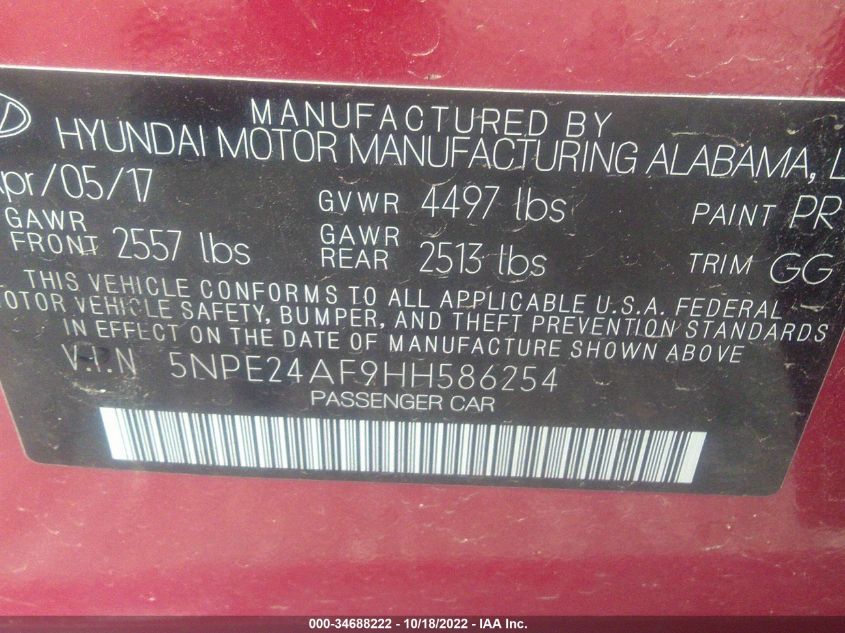 MANUFACTURED BY
HYUNDAI MOTOR MANUFACTURING ALABAMA, L
Apr/05/17
GVWR 4497 lbs
PAINT PR
GAWR FRONT 2557 lbs
GAWR REAR 2513 lbs
TRIM GG
THIS VEHICLE CONFORMS TO ALL APPLICABLE U.S.A. FEDERAL
MOTOR VEHICLE SAFETY, BUMPER, AND THEFT PREVENTION STANDARDS
IN EFFECT ON THE DATE OF MANUFACTURE SHOWN ABOVE
V.I.N 5NPE24AF9HH586254
PASSENGER CAR
000-34688222 - 10/18/2022 - IAA Inc.